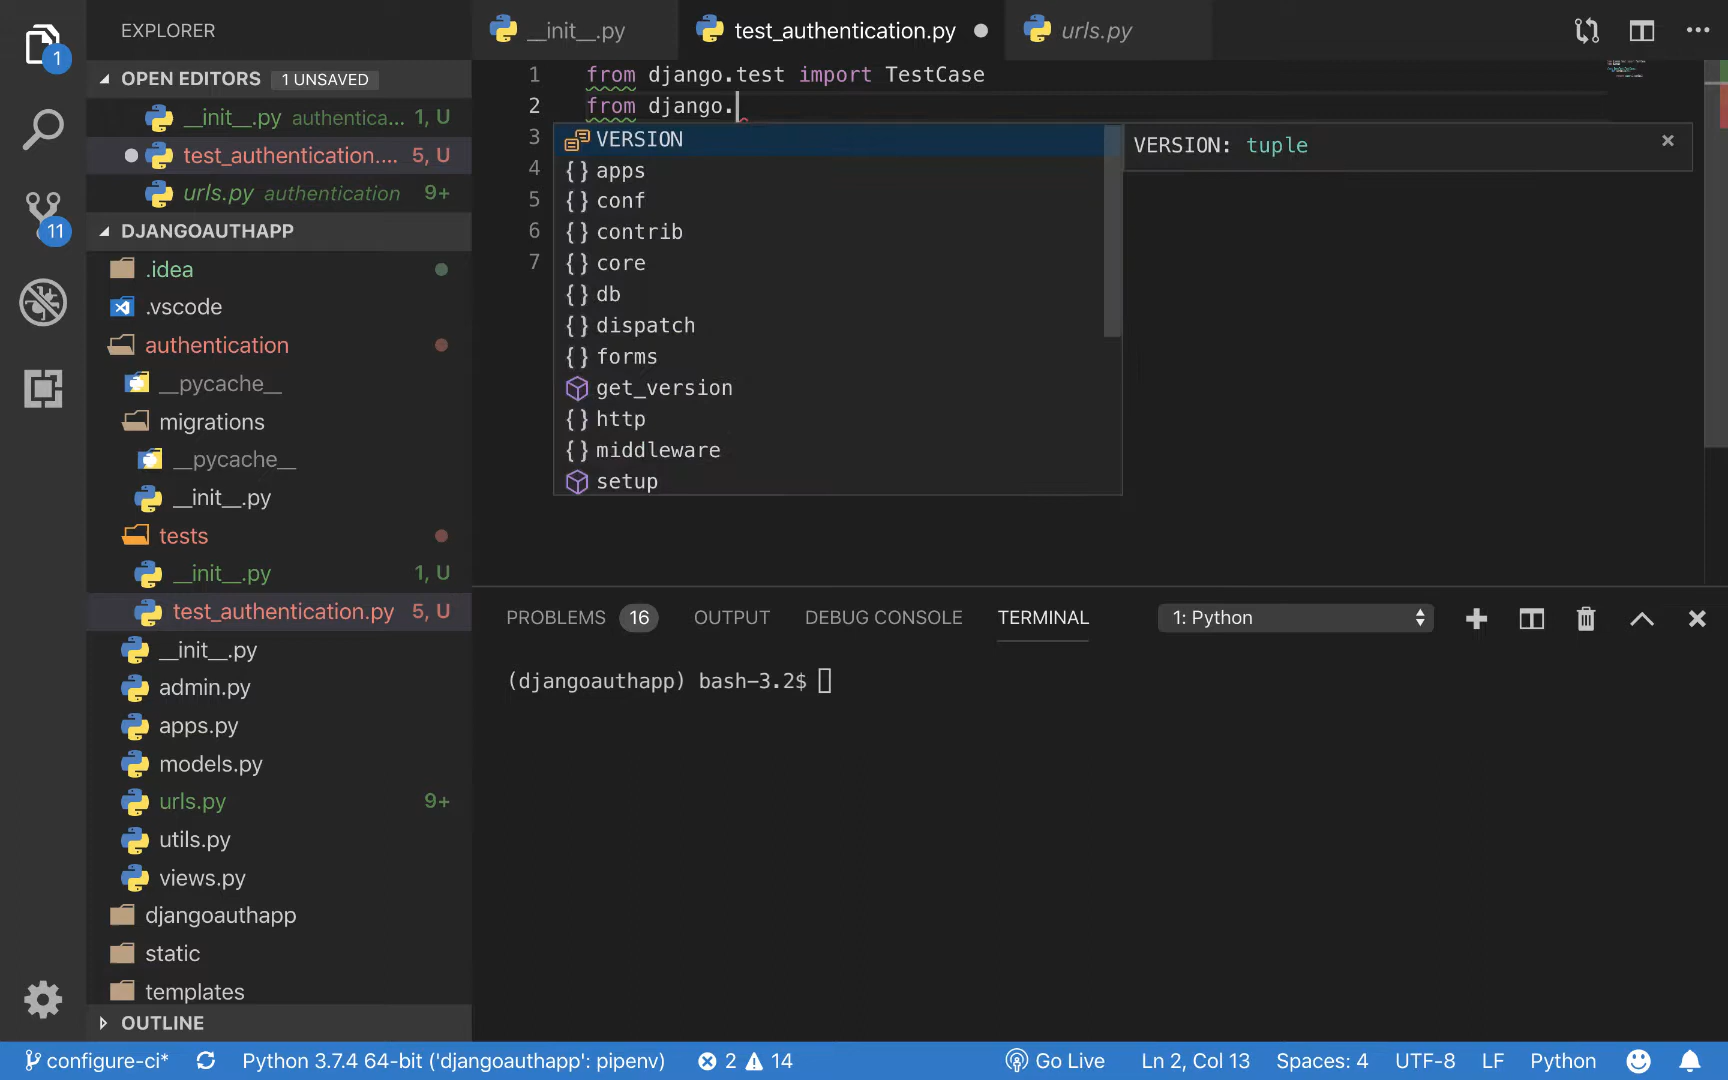 EXPLORER
OPEN EDITORS 1 UNSAVED
__init__.py authentica... 1, U
test_authentication.... 5, U
urls.py authentication 9+
DJANGOAUTHAPP
.idea
.vscode
authentication
__pycache__
migrations
__pycache__
__init__.py
tests
__init__.py 1, U
test_authentication.py 5, U
__init__.py
admin.py
apps.py
models.py
urls.py 9+
utils.py
views.py
djangoauthapp
static
templates
OUTLINE
1
11
__init__.py test_authentication.py urls.py
1 from django.test import TestCase
2 from django.
3
4
5
6
7
VERSION
{} apps
{} conf
{} contrib
{} core
{} db
{} dispatch
{} forms
get_version
{} http
{} middleware
setup
VERSION: tuple
PROBLEMS 16 OUTPUT DEBUG CONSOLE TERMINAL 1: Python
(djangoauthapp) bash-3.2$
configure-ci* Python 3.7.4 64-bit ('djangoauthapp': pipenv) 2 14 Go Live Ln 2, Col 13 Spaces: 4 UTF-8 LF Python